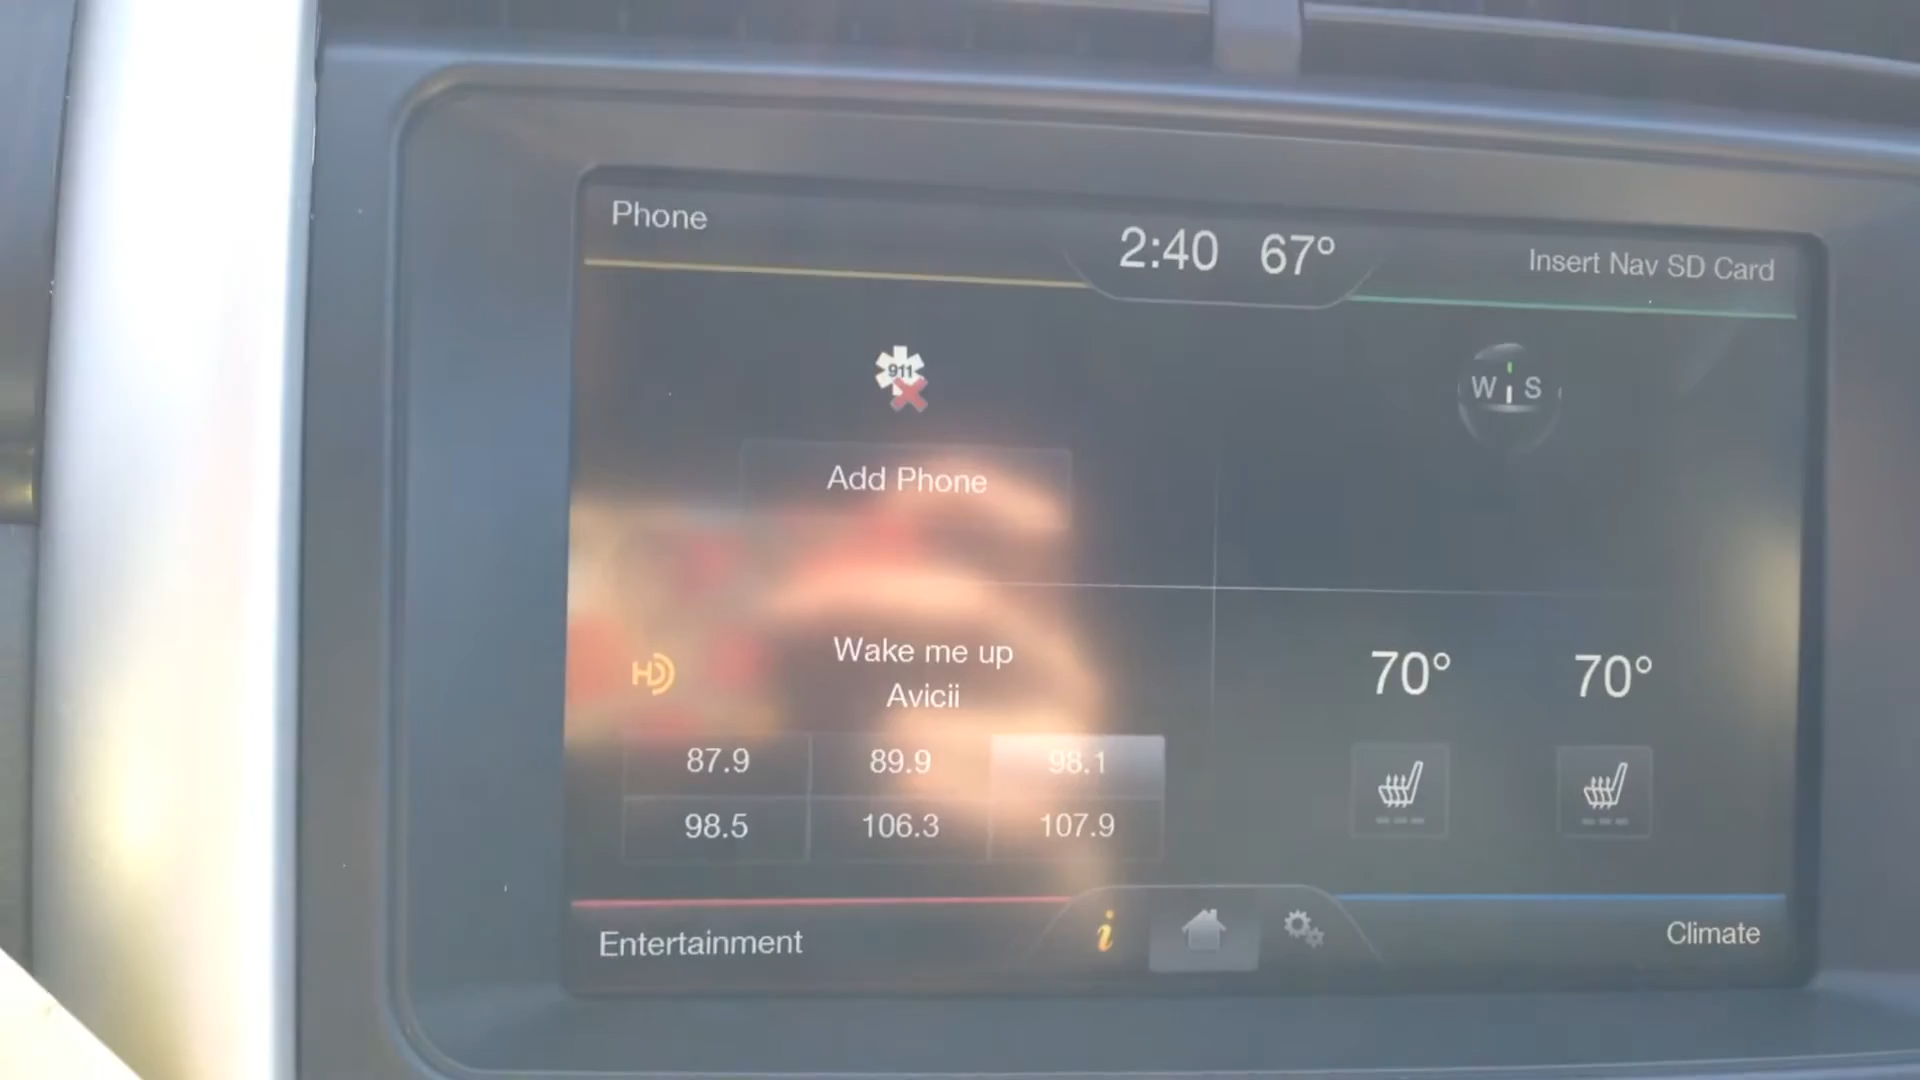 Phone
2:40 67°
Insert Nav SD Card
911
W S
Add Phone
Wake me up
Avicii
HD
70° 70°
87.9 89.9 98.1
98.5 106.3 107.9
Entertainment
i
Climate